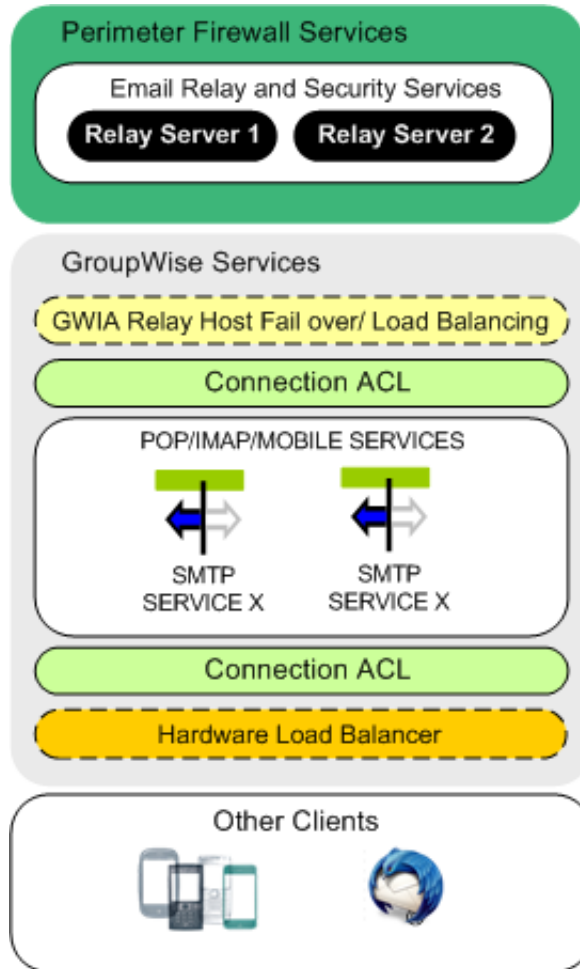 Perimeter Firewall Services
Email Relay and Security Services
Relay Server 1
Relay Server 2
GroupWise Services
GWIA Relay Host Fail over/ Load Balancing
Connection ACL
POP/IMAP/MOBILE SERVICES
SMTP
SERVICE X
SMTP
SERVICE X
Connection ACL
Hardware Load Balancer
Other Clients